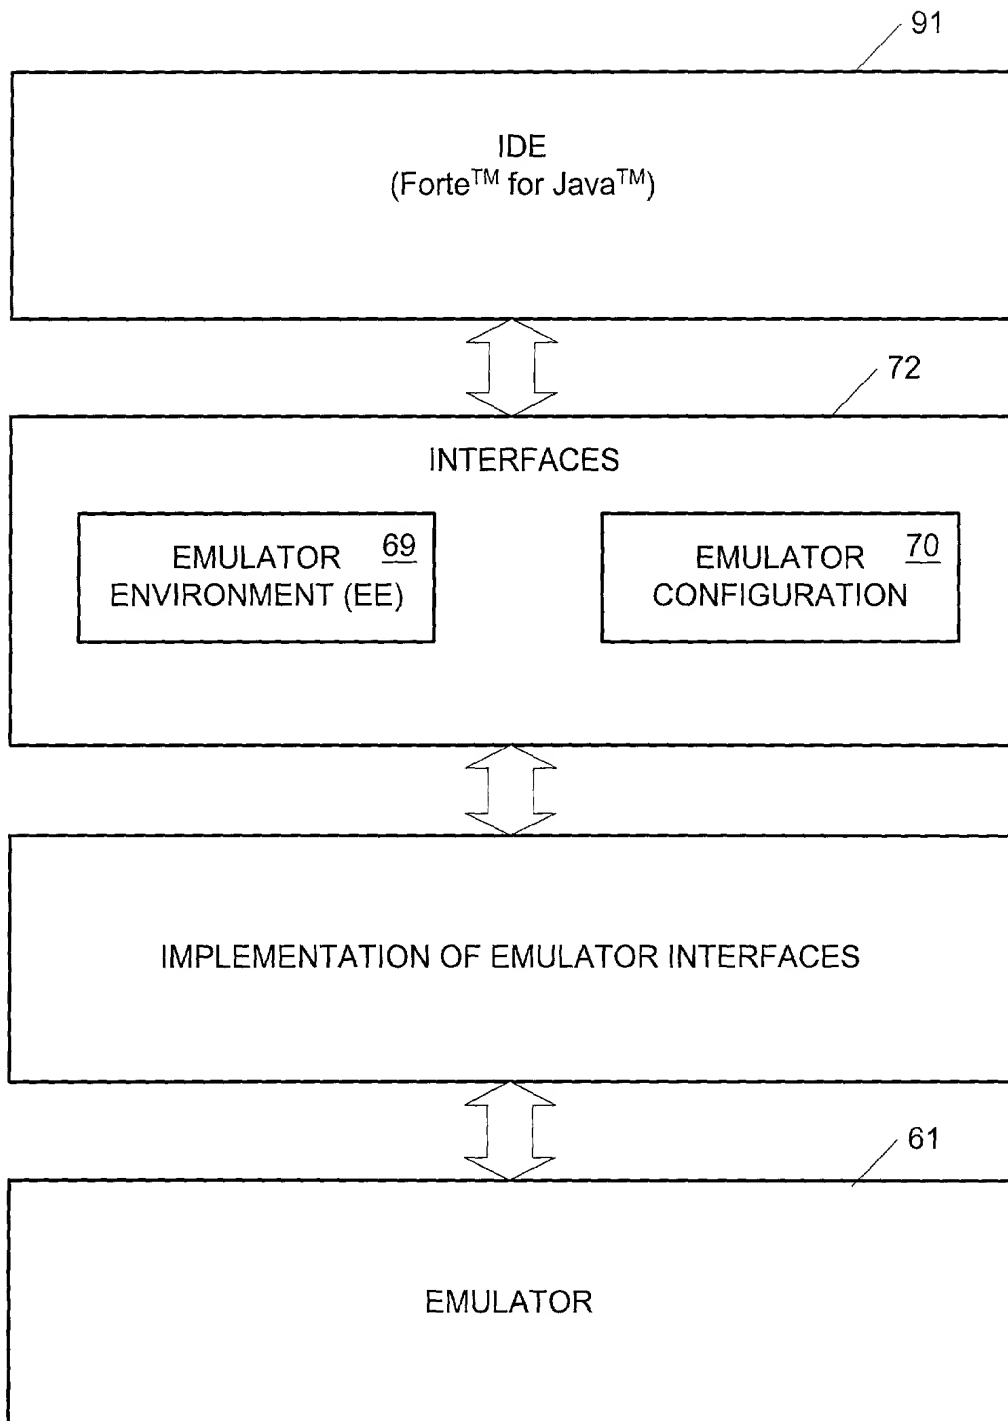 91
IDE
(Forte™ for Java™)
72
INTERFACES
EMULATOR 69
ENVIRONMENT (EE)
EMULATOR 70
CONFIGURATION
IMPLEMENTATION OF EMULATOR INTERFACES
61
EMULATOR